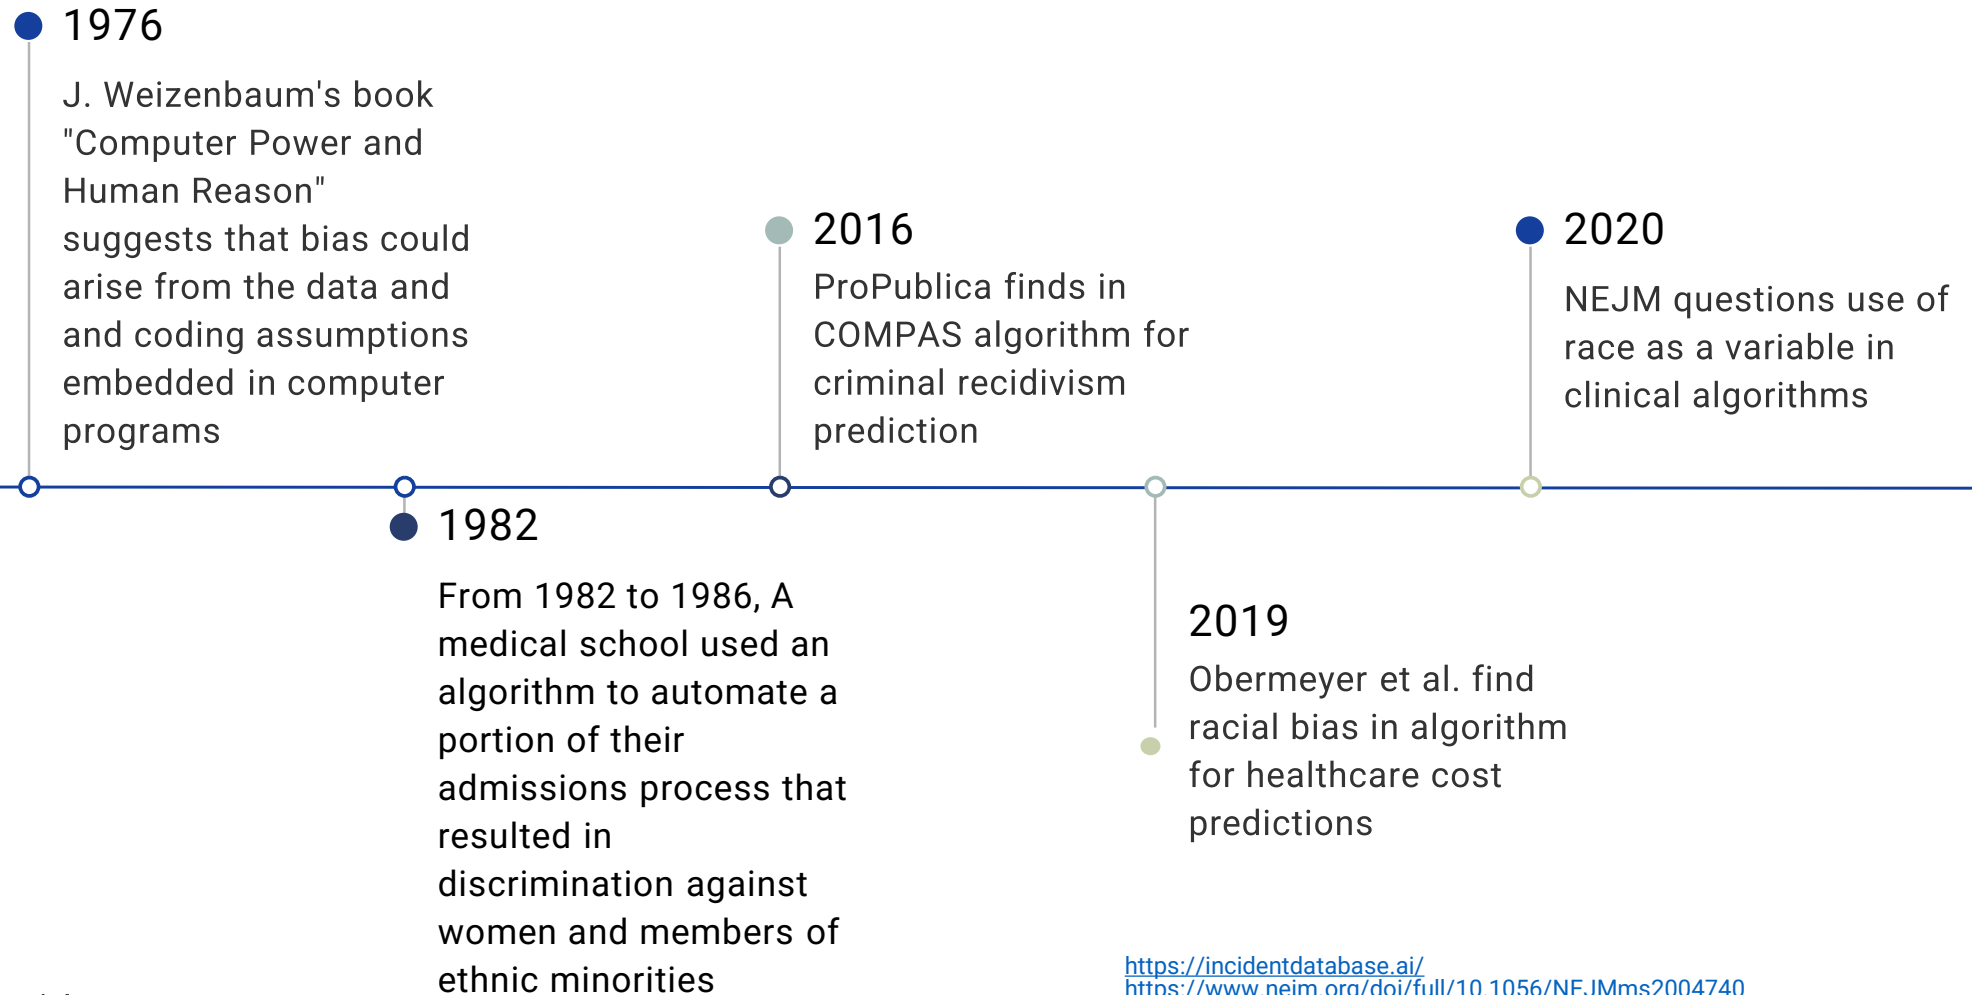 1976
J. Weizenbaum's book
"Computer Power and
Human Reason"
suggests that bias could
arise from the data and
and coding assumptions
embedded in computer
programs
1982
From 1982 to 1986, A
medical school used an
algorithm to automate a
portion of their
admissions process that
resulted in
discrimination against
women and members of
ethnic minorities
2016
ProPublica finds in
COMPAS algorithm for
criminal recidivism
prediction
2019
Obermeyer et al. find
racial bias in algorithm
for healthcare cost
predictions
2020
NEJM questions use of
race as a variable in
clinical algorithms
https://incidentdatabase.ai/
https://www.nejm.org/doi/full/10.1056/NEJMms2004740